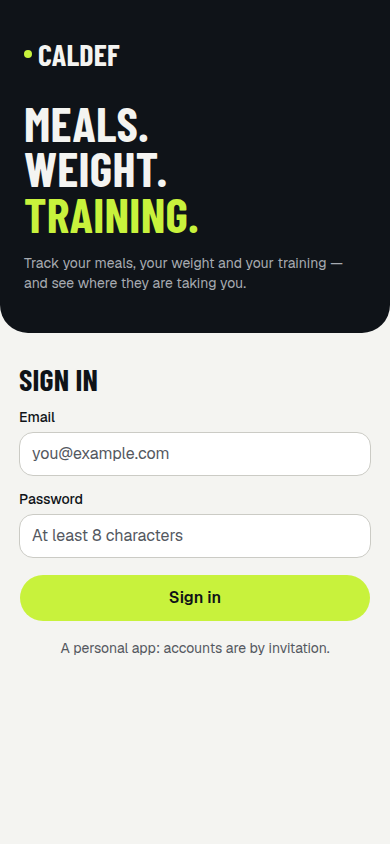 CALDEF
MEALS.
WEIGHT.
TRAINING.
Track your meals, your weight and your training —
and see where they are taking you.
SIGN IN
Email
you@example.com
Password
At least 8 characters
Sign in
A personal app: accounts are by invitation.